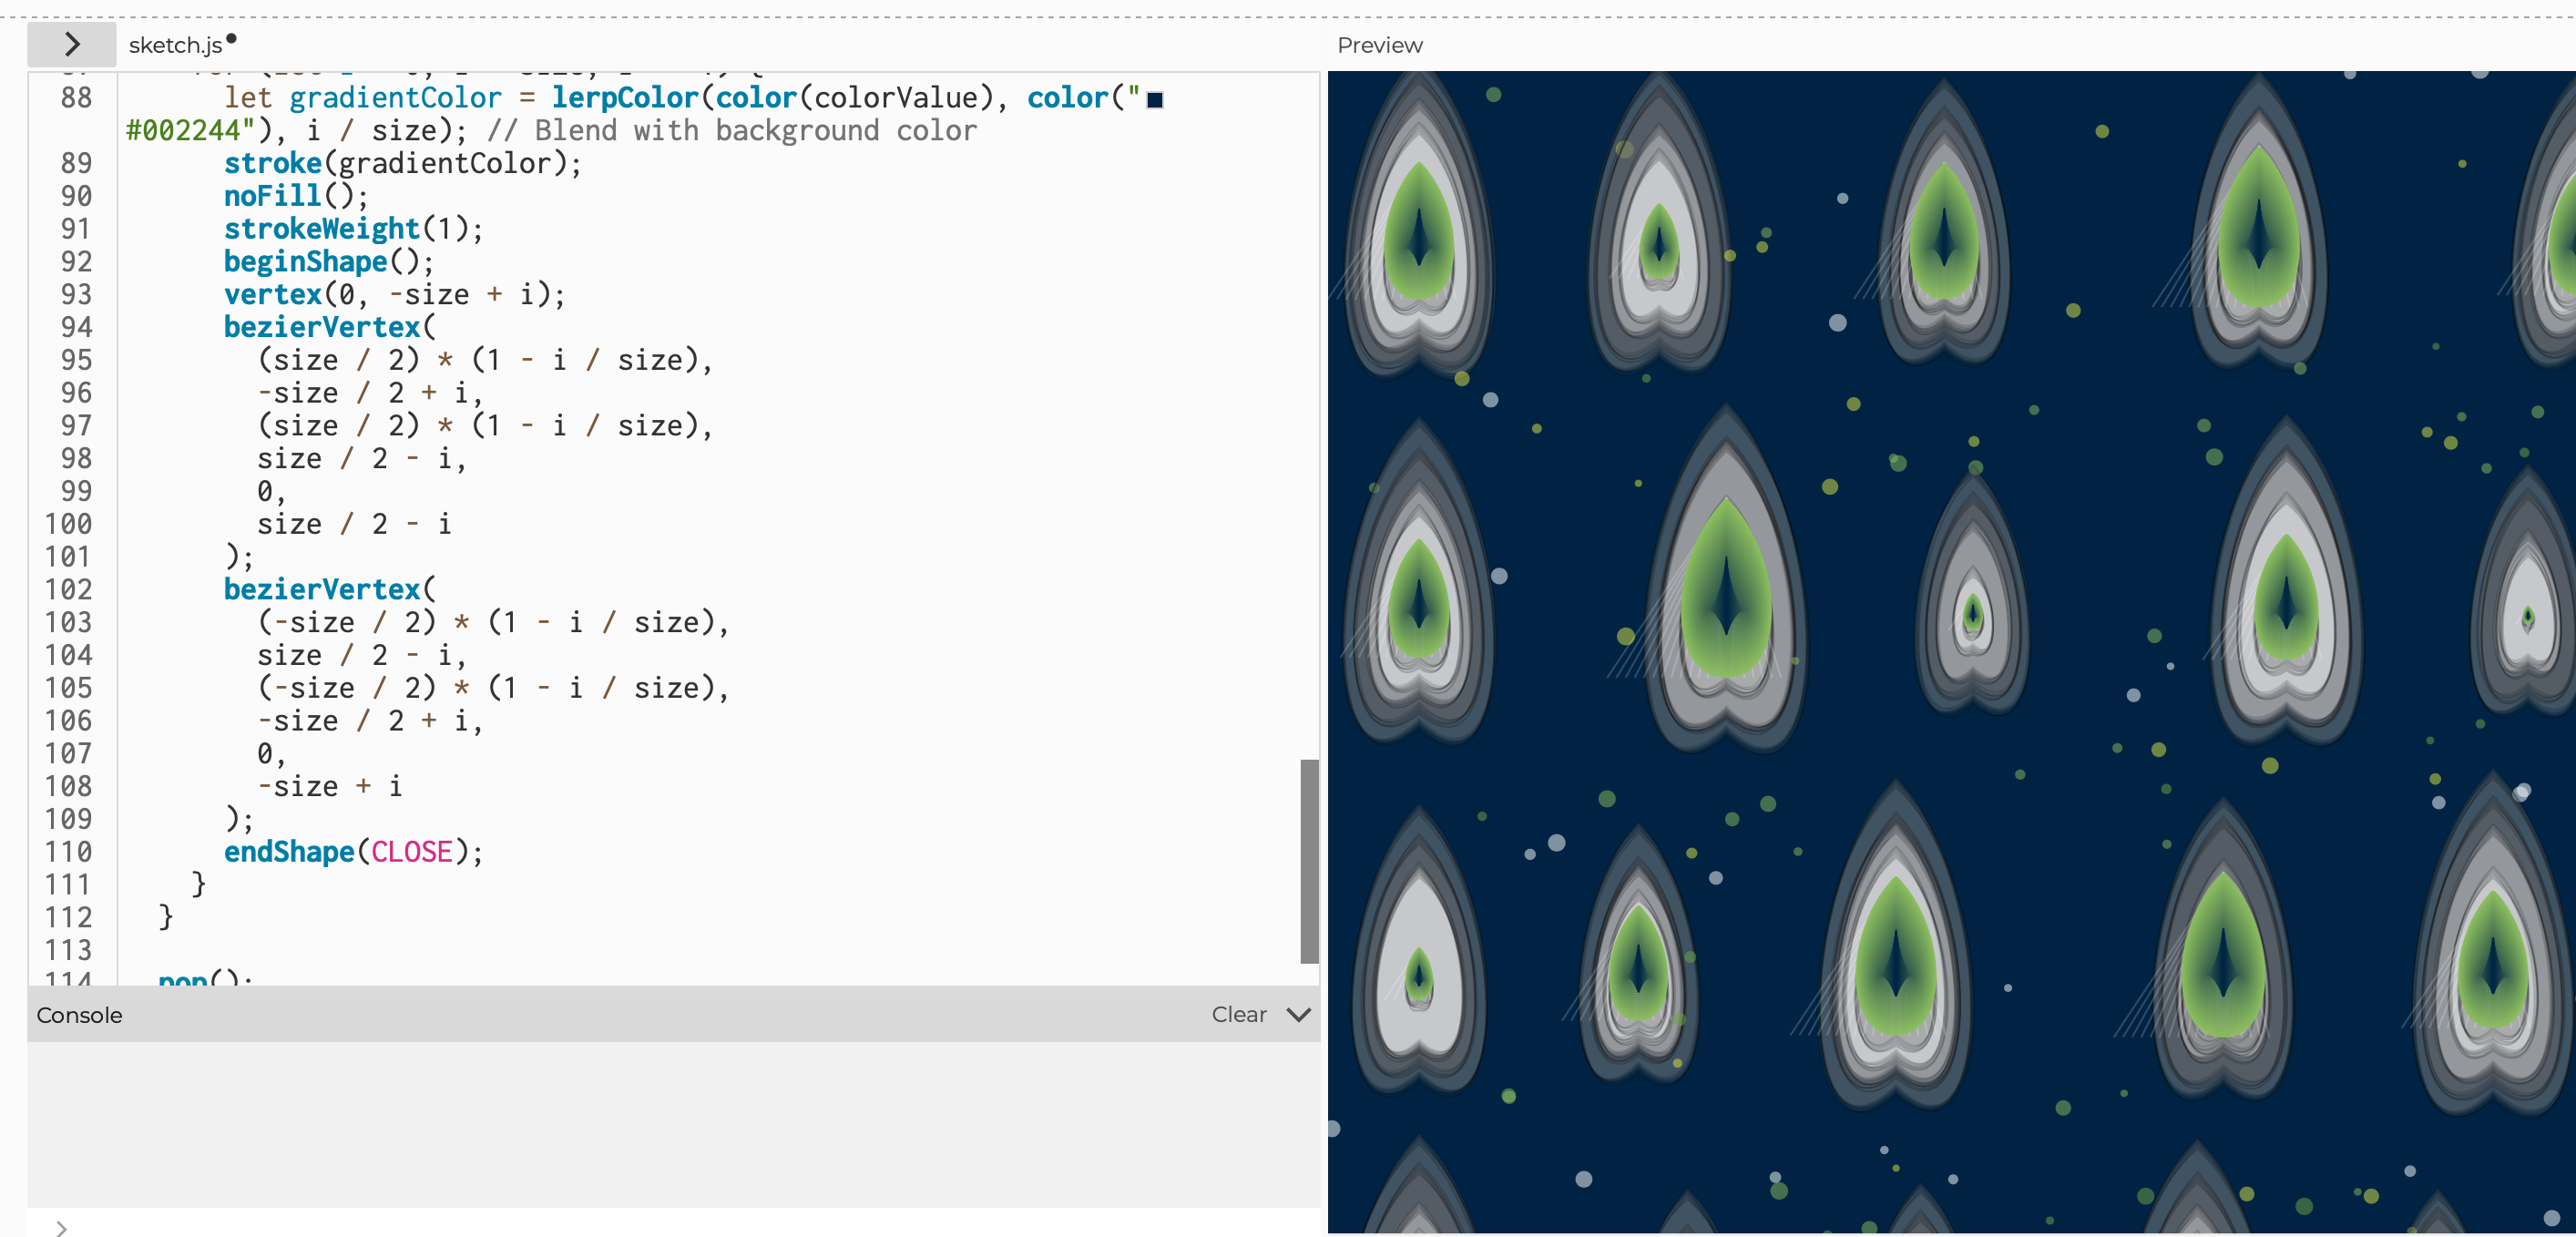 sketch.js
Preview
88 let gradientColor = lerpColor(color(colorValue), color("
#002244"), i / size); // Blend with background color
89 stroke(gradientColor);
90 noFill();
91 strokeWeight(1);
92 beginShape();
93 vertex(0, -size + i);
94 bezierVertex(
95 (size / 2) * (1 - i / size),
96 -size / 2 + i,
97 (size / 2) * (1 - i / size),
98 size / 2 - i,
99 0,
100 size / 2 - i
101 );
102 bezierVertex(
103 (-size / 2) * (1 - i / size),
104 size / 2 - i,
105 (-size / 2) * (1 - i / size),
106 -size / 2 + i,
107 0,
108 -size + i
109 );
110 endShape(CLOSE);
111 }
112 }
113
114 pop();
Console
Clear